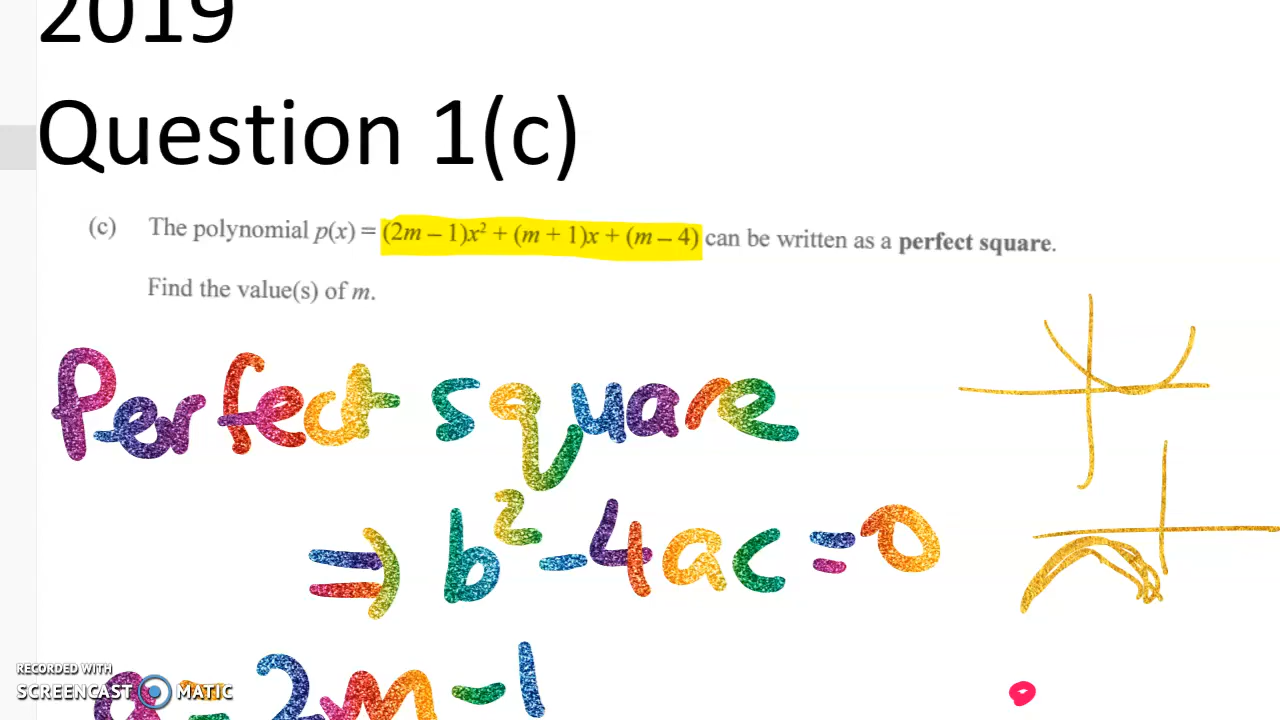 2019
Question 1(c)
(c) The polynomial p(x) = (2m – 1)x² + (m + 1)x + (m – 4) can be written as a perfect square.
Find the value(s) of m.
Perfect square
⇒ b² - 4ac = 0
a = 2m - 1
RECORDED WITH
SCREENCAST MATIC